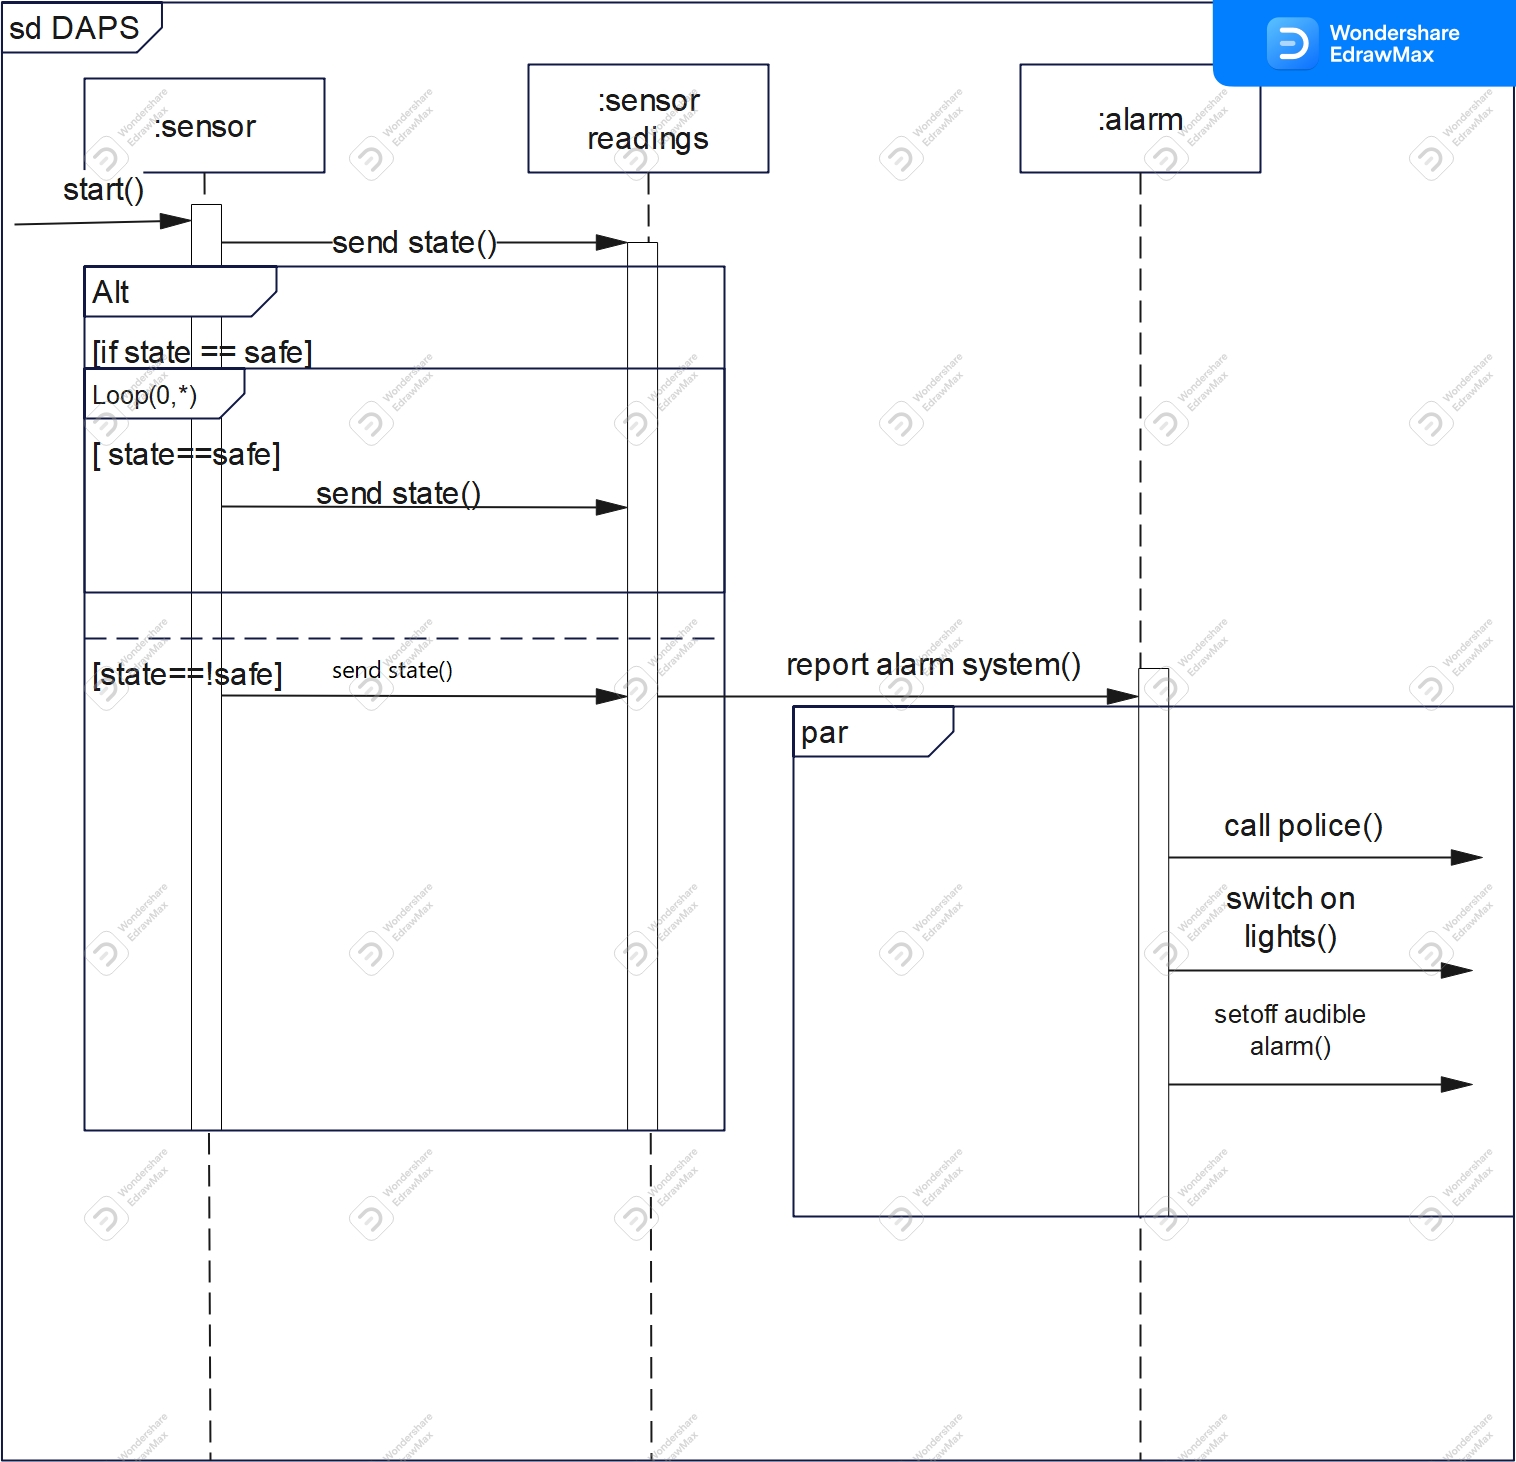 sd DAPS
Wondershare
EdrawMax
:sensor
:sensor
readings
:alarm
start()
send state()
Alt
[if state == safe]
Loop(0,*)
[ state==safe]
send state()
[state==!safe]
send state()
report alarm system()
par
call police()
switch on
lights()
setoff audible
alarm()